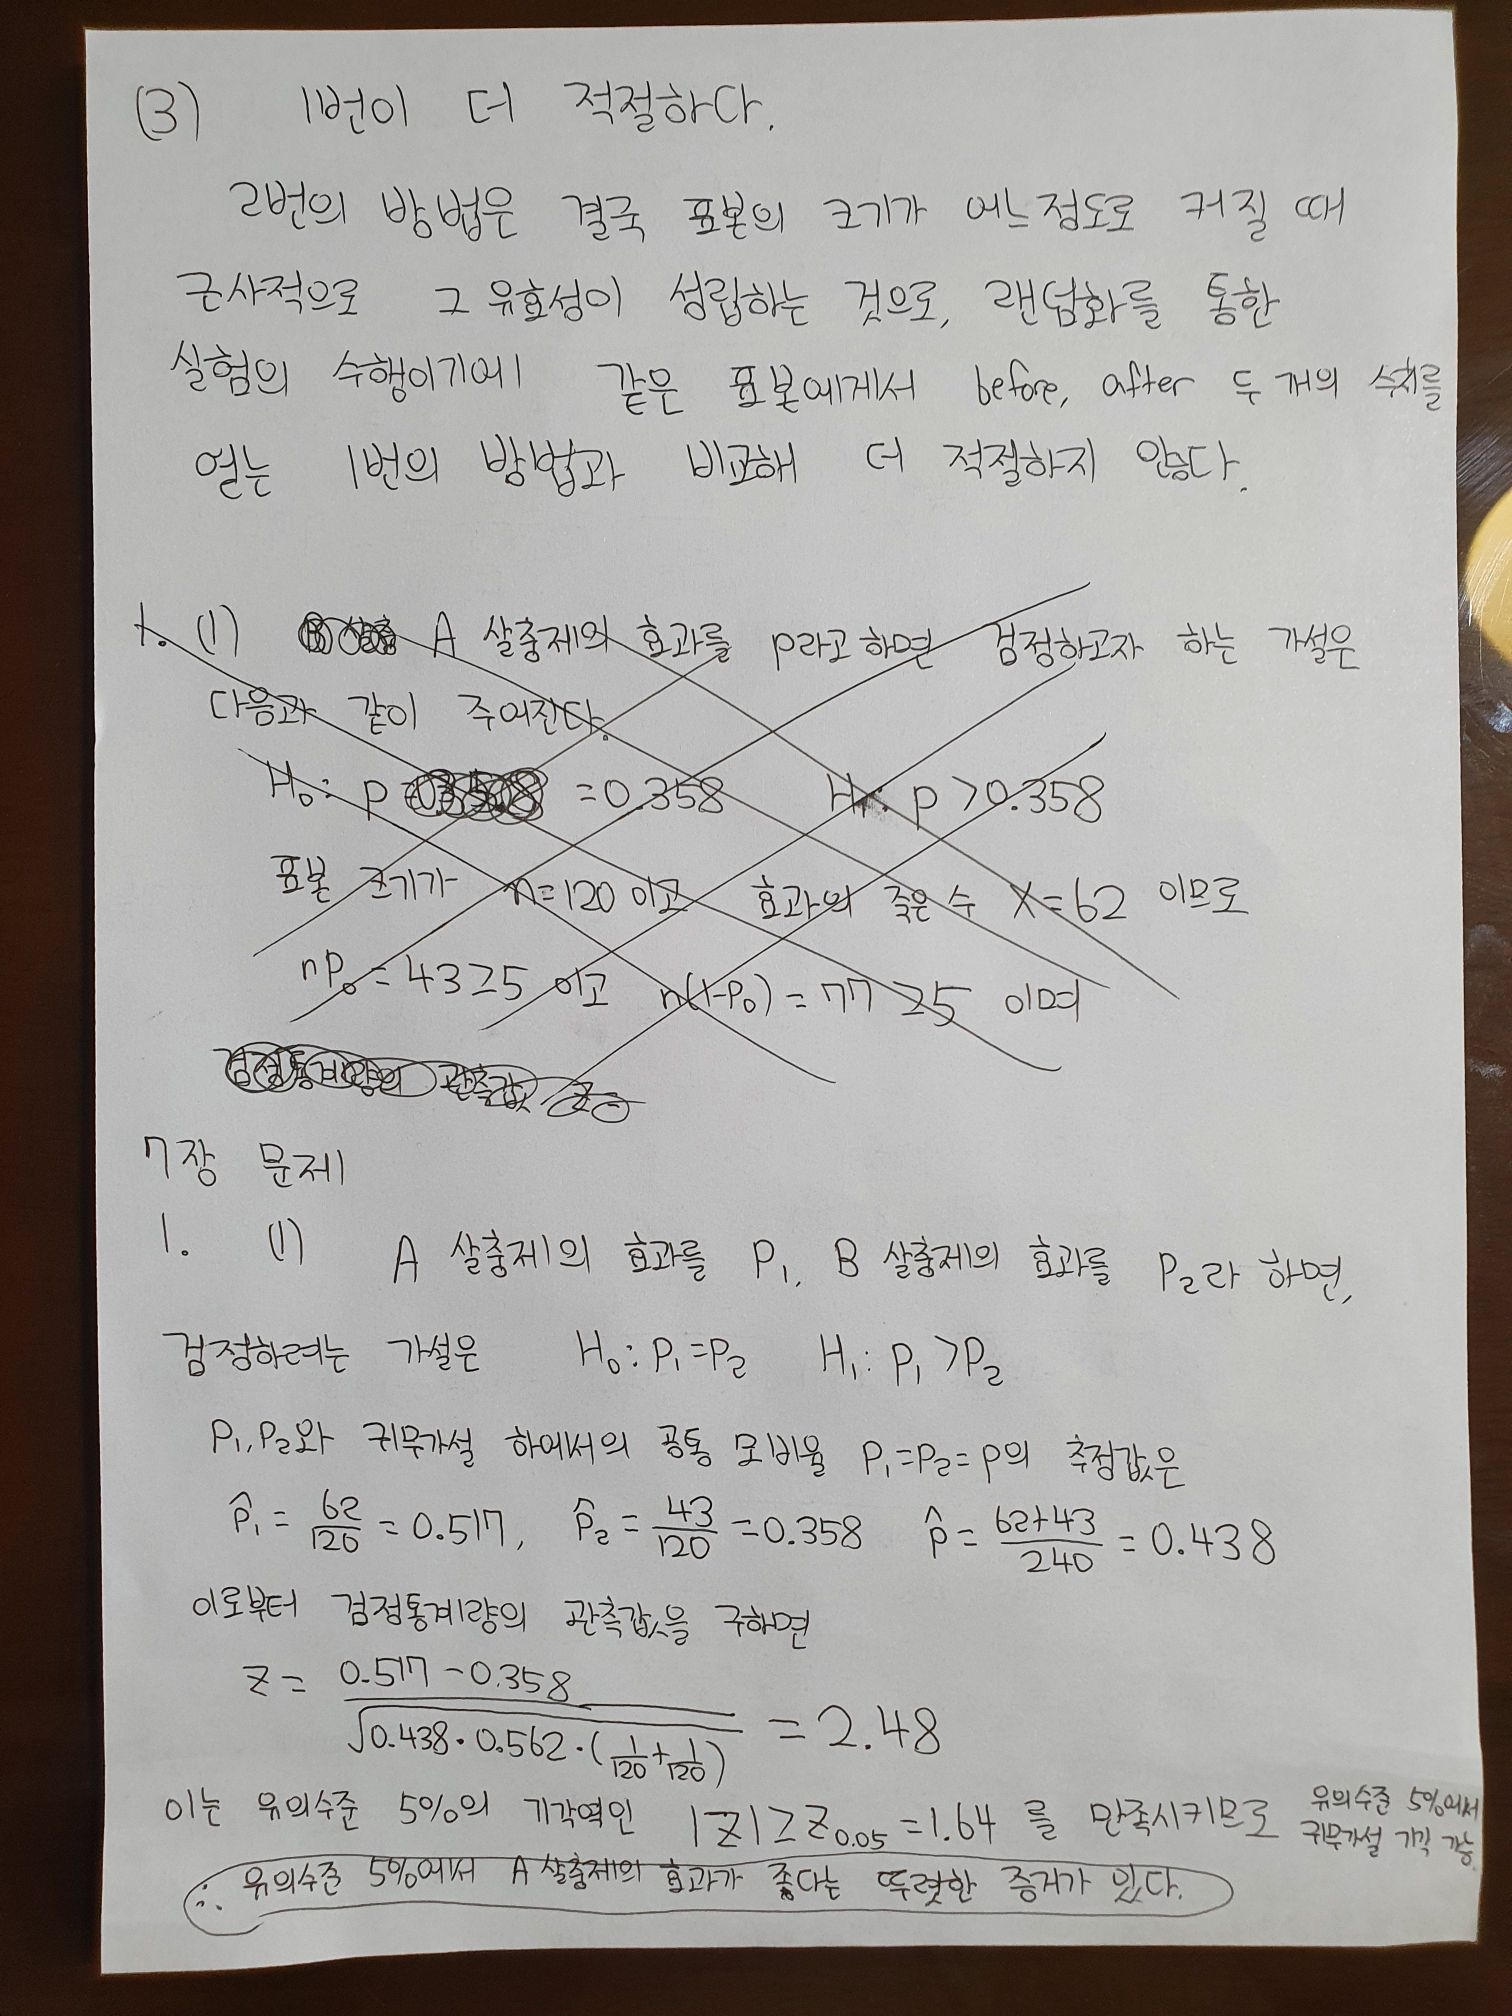 (3) 1번이 더 적절하다.
2번의 방법은 결국 표본의 크기가 어느정도로 커질 때
근사적으로 그 유효성이 성립하는 것으로, 랜덤화를 통한
실험의 수행이기에 같은 표본에게서 before, after 두 개의 수치를
얻는 1번의 방법과 비교해 더 적절하지 않다.
1. (1) A 살충제의 효과를 p라고 하면 검정하고자 하는 가설은
다음과 같이 주어진다.
H₀: p = 0.358 H₁: p > 0.358
표본 크기가 n=120 이고 효과의 죽은 수 X=62 이므로
nP₀ = 43≥5 이고 n(1-P₀) = 77≥5 이며
검정통계량의 관측값
7장 문제
1. (1) A 살충제의 효과를 P₁, B 살충제의 효과를 P₂라 하면,
검정하려는 가설은 H₀: P₁=P₂ H₁: P₁>P₂
P₁, P₂와 귀무가설 하에서의 공통 모비율 P₁=P₂=P의 추정값은
p̂₁ = 62/120 = 0.517, p̂₂ = 43/120 = 0.358 p̂ = 62+43/240 = 0.438
이로부터 검정통계량의 관측값을 구하면
z = 0.517-0.358/√0.438·0.562·(1/120+1/120) = 2.48
이는 유의수준 5%의 기각역인 |Z|≥Z₀.₀₅=1.64 를 만족시키므로 유의수준 5%에서
귀무가설 기각 가능
∴ 유의수준 5%에서 A 살충제의 효과가 좋다는 뚜렷한 증거가 있다.